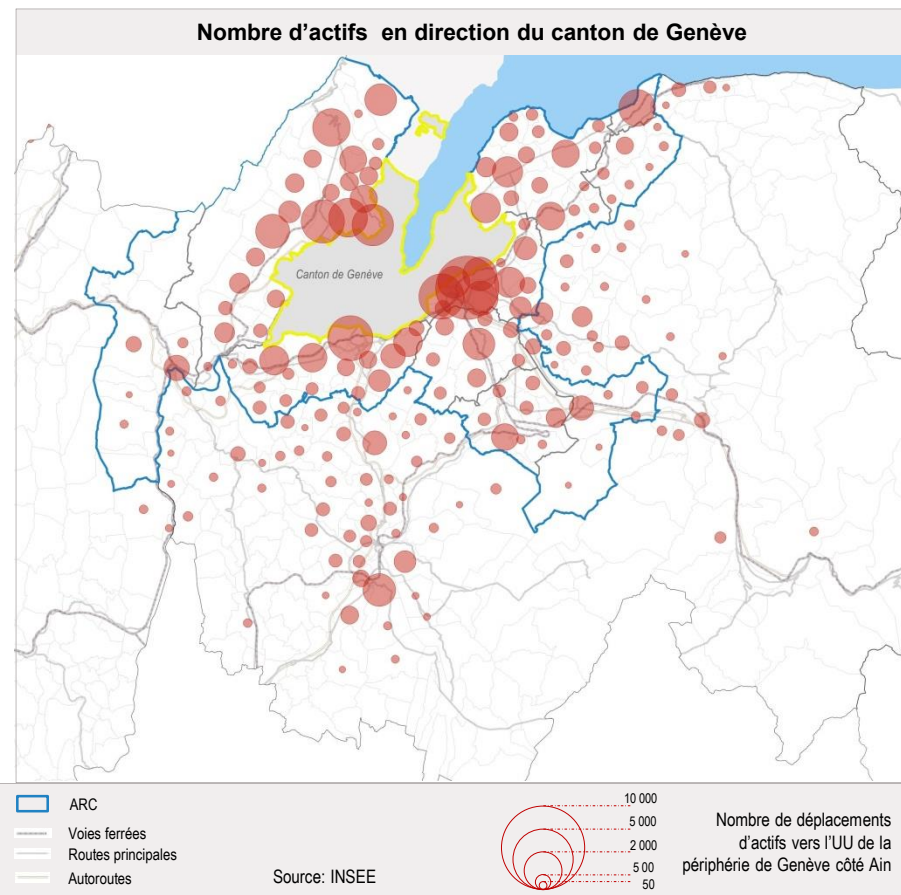 Nombre d'actifs en direction du canton de Genève
Canton de Genève
ARC
Voies ferrées
Routes principales
Autoroutes
Source: INSEE
10 000
5 000
2 000
5 00
50
Nombre de déplacements
d'actifs vers l'UU de la
périphérie de Genève côté Ain